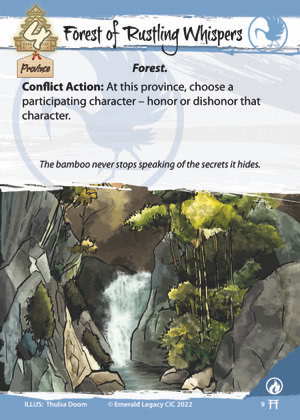 4
Forest of Rustling Whispers
Province
Forest.
Conflict Action: At this province, choose a
participating character – honor or dishonor that
character.
The bamboo never stops speaking of the secrets it hides.
ILLUS: Thulsa Doom © Emerald Legacy CIC 2022 9